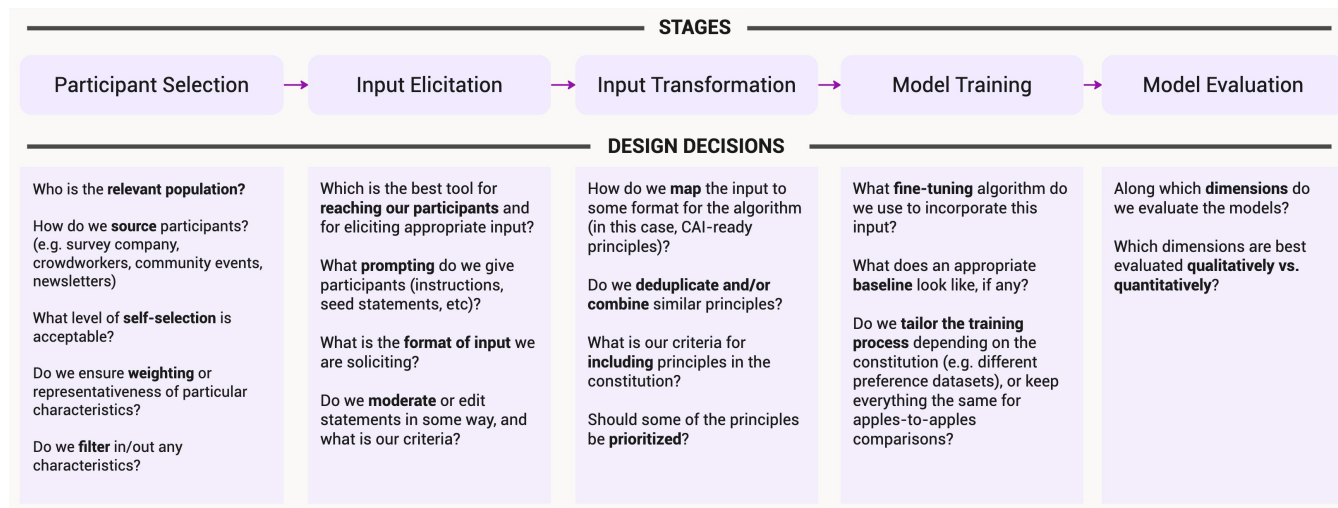 STAGES
Participant Selection
Input Elicitation
Input Transformation
Model Training
Model Evaluation
DESIGN DECISIONS
Who is the relevant population?
How do we source participants?
(e.g. survey company,
crowdworkers, community events,
newsletters)
What level of self-selection is
acceptable?
Do we ensure weighting or
representativeness of particular
characteristics?
Do we filter in/out any
characteristics?
Which is the best tool for
reaching our participants and
for eliciting appropriate input?
What prompting do we give
participants (instructions,
seed statements, etc)?
What is the format of input we
are soliciting?
Do we moderate or edit
statements in some way, and
what is our criteria?
How do we map the input to
some format for the algorithm
(in this case, CAI-ready
principles)?
Do we deduplicate and/or
combine similar principles?
What is our criteria for
including principles in the
constitution?
Should some of the principles
be prioritized?
What fine-tuning algorithm do
we use to incorporate this
input?
What does an appropriate
baseline look like, if any?
Do we tailor the training
process depending on the
constitution (e.g. different
preference datasets), or keep
everything the same for
apples-to-apples
comparisons?
Along which dimensions do
we evaluate the models?
Which dimensions are best
evaluated qualitatively vs.
quantitatively?